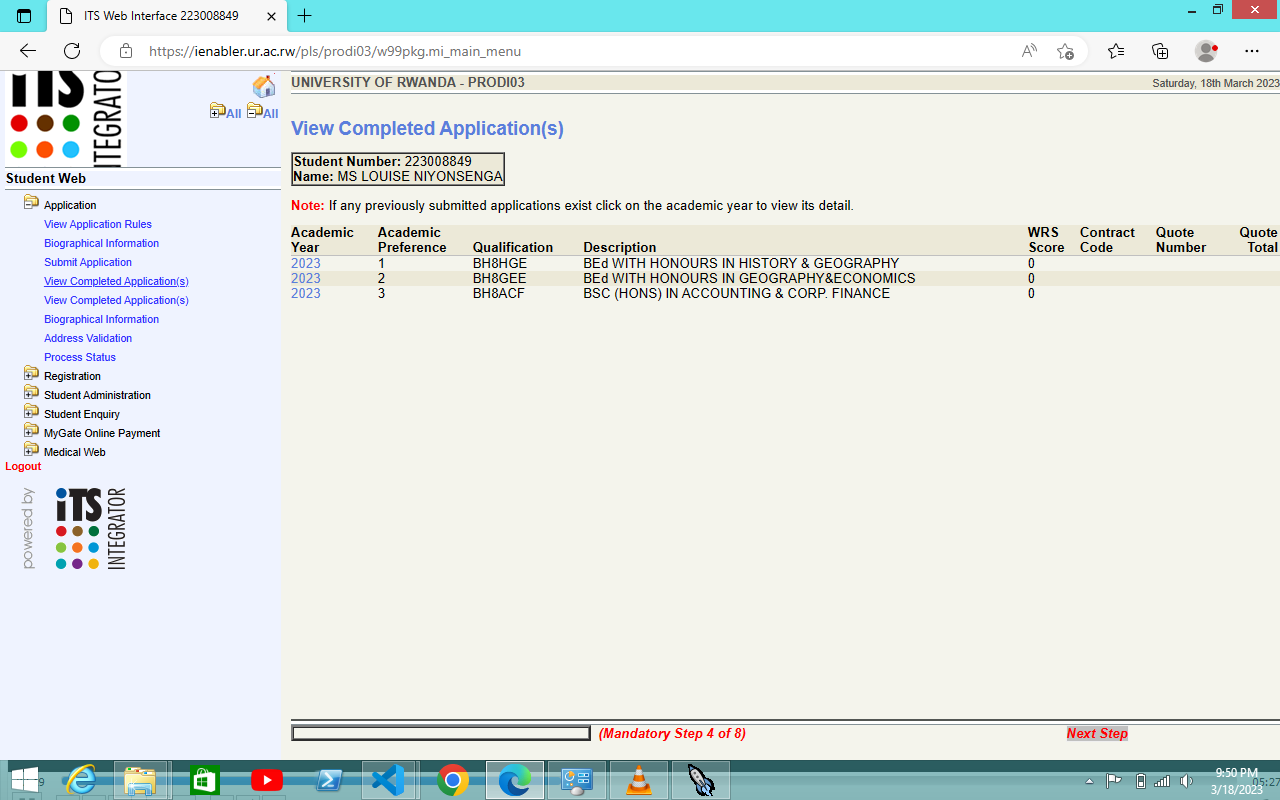 ITS Web Interface 223008849
https://ienabler.ur.ac.rw/pls/prodi03/w99pkg.mi_main_menu
iTS INTEGRATOR
All All
Student Web
Application
View Application Rules
Biographical Information
Submit Application
View Completed Application(s)
View Completed Application(s)
Biographical Information
Address Validation
Process Status
Registration
Student Administration
Student Enquiry
MyGate Online Payment
Medical Web
Logout
powered by iTS INTEGRATOR
UNIVERSITY OF RWANDA - PRODI03 Saturday, 18th March 2023
View Completed Application(s)
Student Number: 223008849
Name: MS LOUISE NIYONSENGA
Note: If any previously submitted applications exist click on the academic year to view its detail.
Academic Academic WRS Contract Quote Quote
Year Preference Qualification Description Score Code Number Total
2023 1 BH8HGE BEd WITH HONOURS IN HISTORY & GEOGRAPHY 0
2023 2 BH8GEE BEd WITH HONOURS IN GEOGRAPHY&ECONOMICS 0
2023 3 BH8ACF BSC (HONS) IN ACCOUNTING & CORP. FINANCE 0
(Mandatory Step 4 of 8) Next Step
9:50 PM
3/18/2023